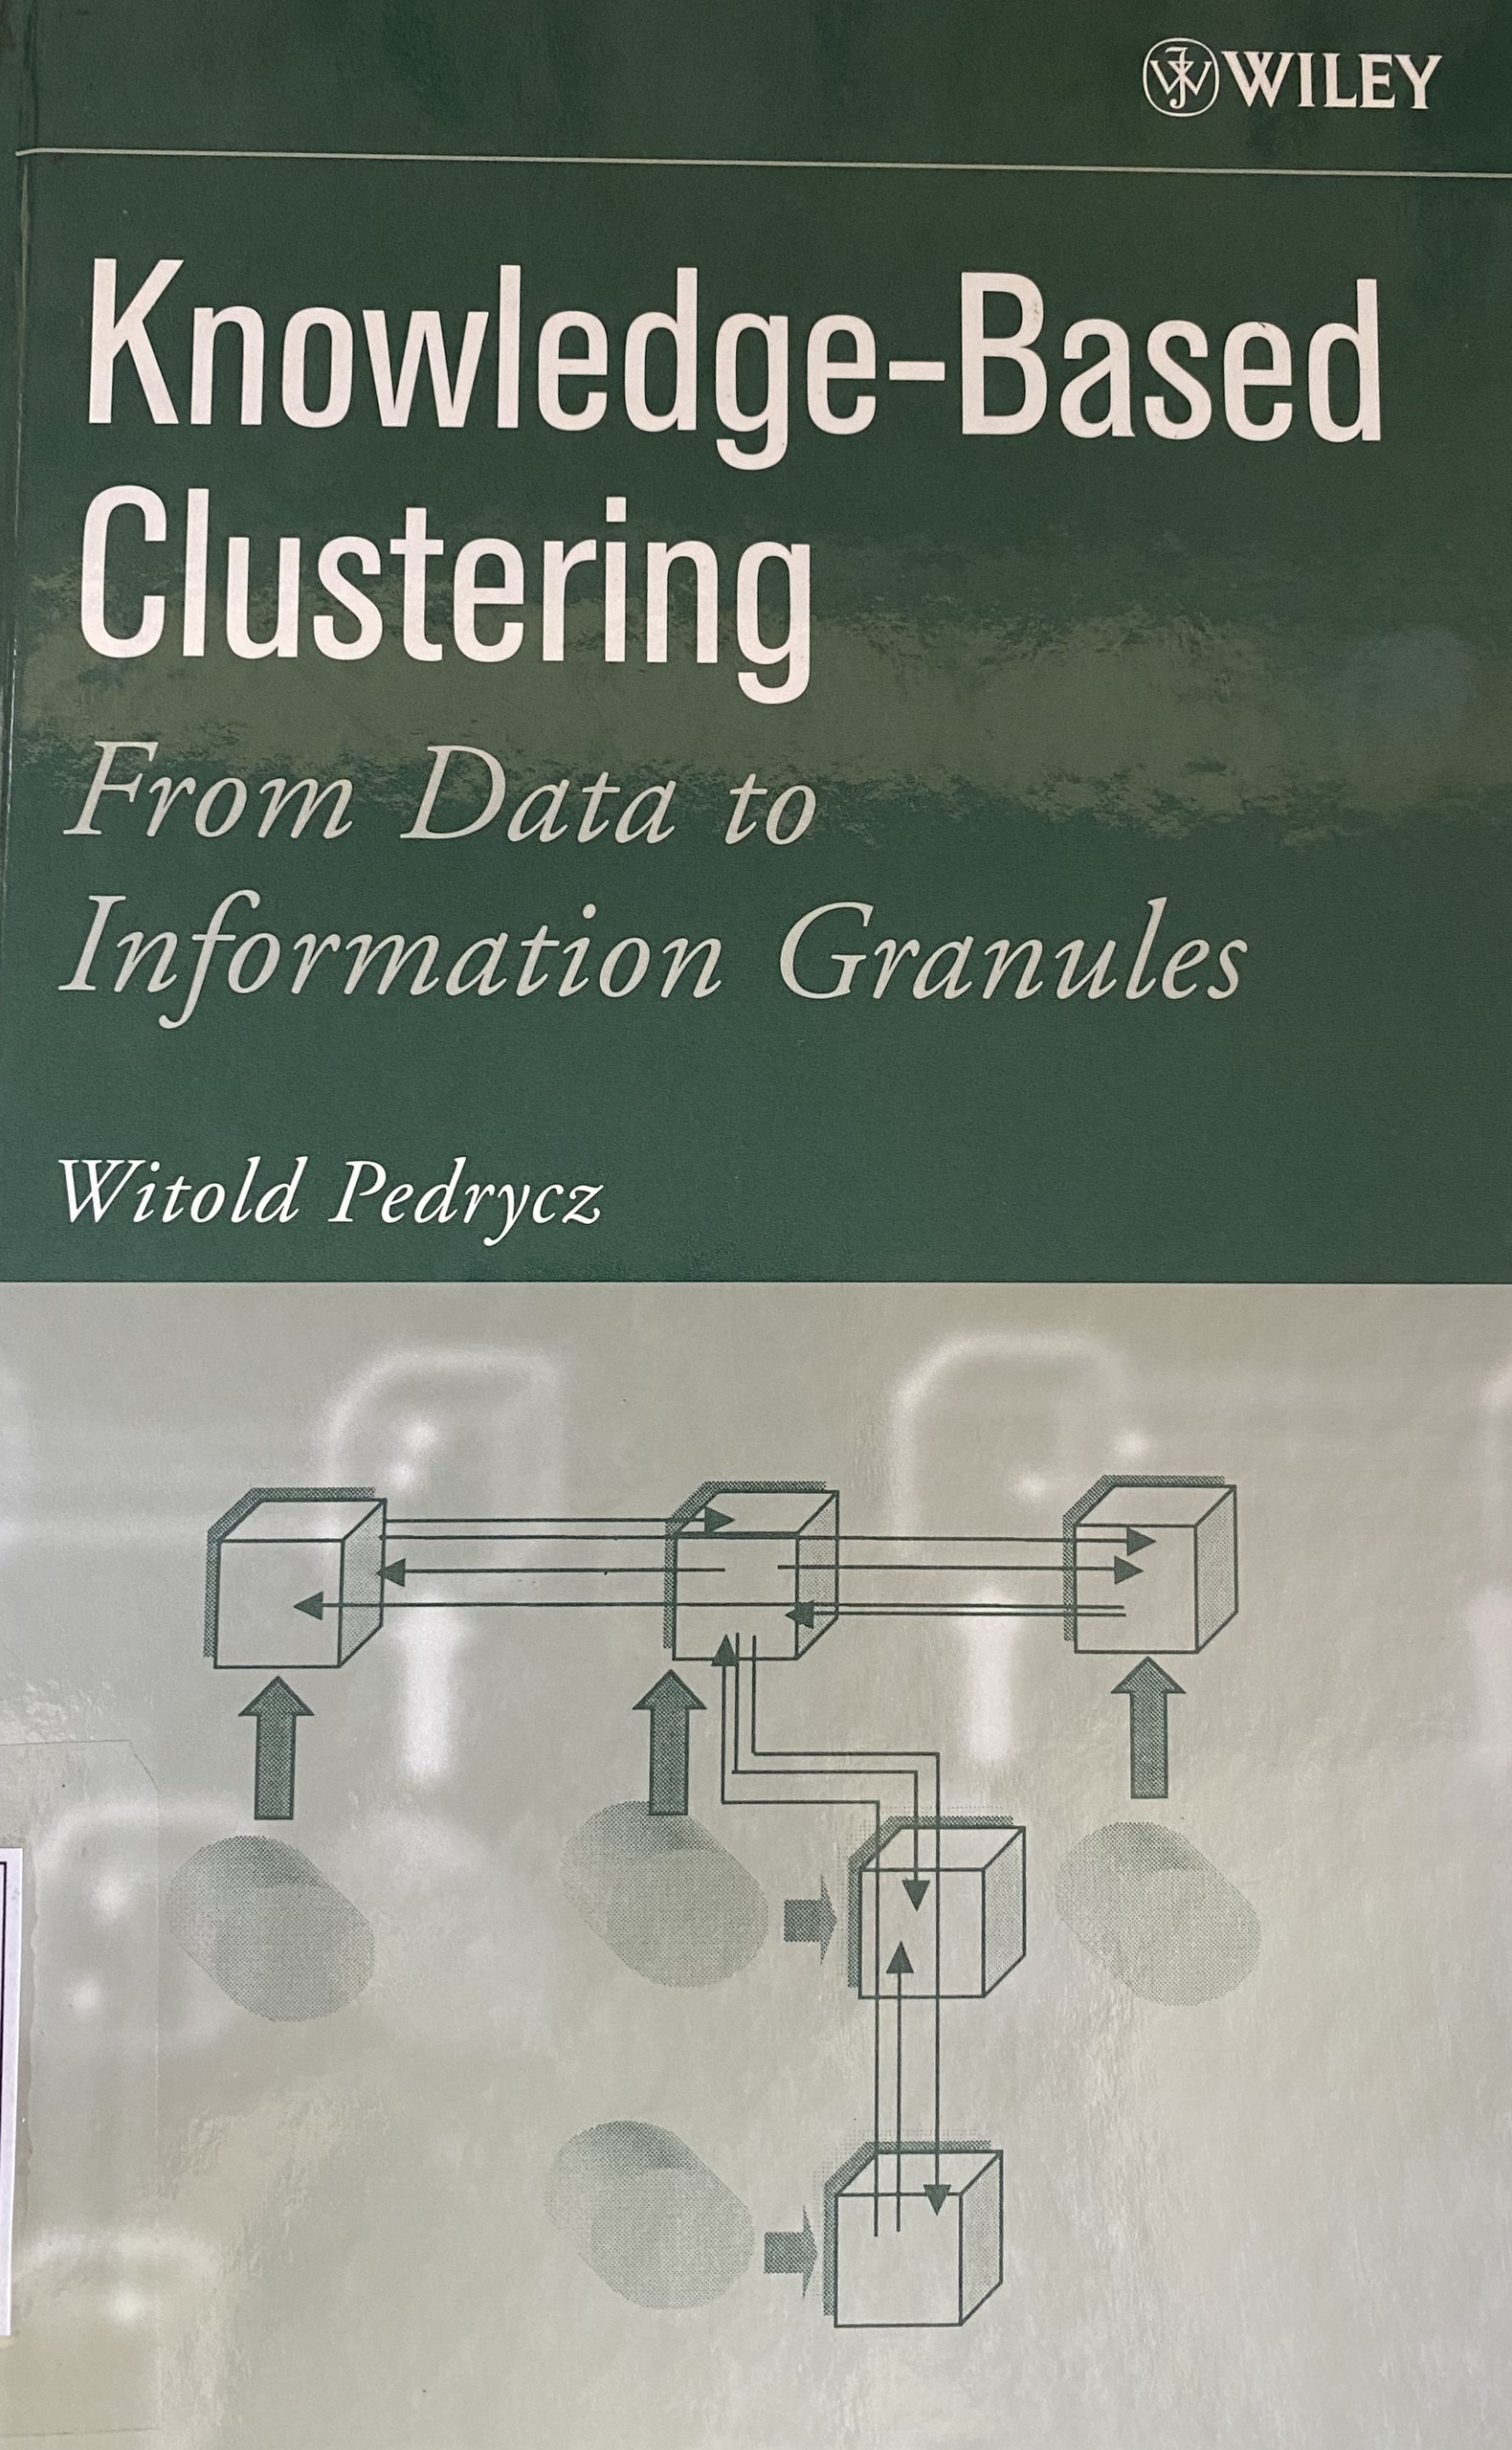 WILEY
Knowledge-Based
Clustering
From Data to
Information Granules
Witold Pedrycz